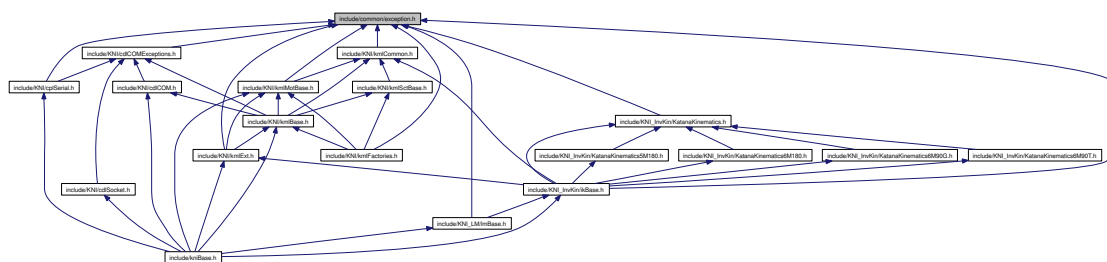 include/common/exception.h
include/KNI/cdlCOMExceptions.h
include/KNI/kmlCommon.h
include/KNI/cplSerial.h
include/KNI/cdlCOM.h
include/KNI/kmlMotBase.h
include/KNI/kmlSctBase.h
include/KNI/kmlBase.h
include/KNI_InvKin/KatanaKinematics.h
include/KNI/kmlExt.h
include/KNI/kmlFactories.h
include/KNI_InvKin/KatanaKinematics5M180.h
include/KNI_InvKin/KatanaKinematics6M180.h
include/KNI_InvKin/KatanaKinematics6M90G.h
include/KNI_InvKin/KatanaKinematics6M90T.h
include/KNI/cdlSocket.h
include/KNI_InvKin/ikBase.h
include/KNI_LM/lmBase.h
include/kniBase.h